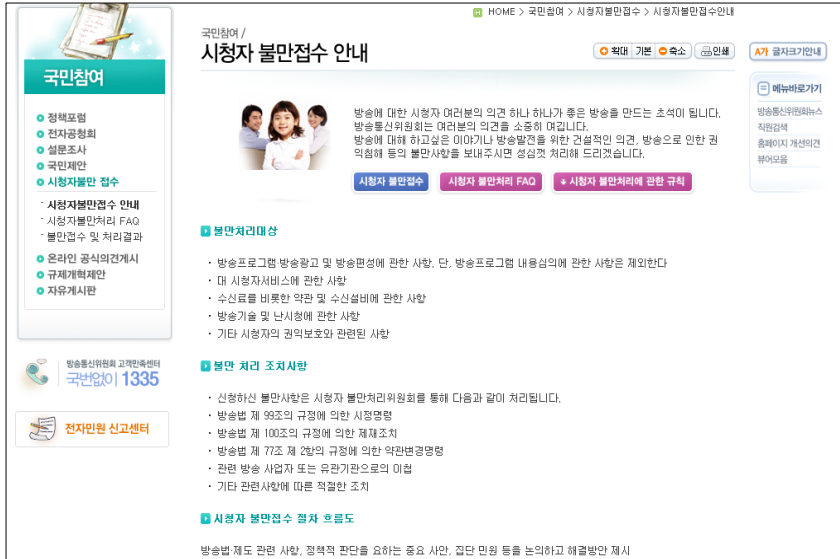 HOME > 국민참여 > 시청자불만접수 > 시청자불만접수안내
국민참여 /
시청자 불만접수 안내
확대 기본 축소 인쇄
가 글자크기안내
국민참여
정책포럼
전자공청회
설문조사
국민제안
시청자불만 접수
- 시청자불만접수 안내
- 시청자불만처리 FAQ
- 불만접수 및 처리결과
온라인 공식의견게시
규제개혁제안
자유게시판
방송통신위원회 고객만족센터
국번없이 1335
전자민원 신고센터
방송에 대한 시청자 여러분의 의견 하나 하나가 좋은 방송을 만드는 초석이 됩니다.
방송통신위원회는 여러분의 의견을 소중히 여깁니다.
방송에 대해 하고싶은 이야기나 방송발전을 위한 건설적인 의견, 방송으로 인한 권
익침해 등의 불만사항을 보내주시면 성심껏 처리해 드리겠습니다.
시청자 불만접수 시청자 불만처리 FAQ 시청자 불만처리에 관한 규칙
불만처리대상
· 방송프로그램·방송광고 및 방송편성에 관한 사항, 단, 방송프로그램 내용심의에 관한 사항은 제외한다
· 대 시청자서비스에 관한 사항
· 수신료를 비롯한 약관 및 수신설비에 관한 사항
· 방송기술 및 난시청에 관한 사항
· 기타 시청자의 권익보호와 관련된 사항
불만 처리 조치사항
· 신청하신 불만사항은 시청자 불만처리위원회를 통해 다음과 같이 처리됩니다.
· 방송법 제 99조의 규정에 의한 시정명령
· 방송법 제 100조의 규정에 의한 제재조치
· 방송법 제 77조 제 2항의 규정에 의한 약관변경명령
· 관련 방송 사업자 또는 유관기관으로의 이첩
· 기타 관련사항에 따른 적절한 조치
시청자 불만접수 절차 흐름도
방송법·제도 관련 사항, 정책적 판단을 요하는 중요 사안, 집단 민원 등을 논의하고 해결방안 제시
메뉴바로가기
방송통신위원회뉴스
직원검색
홈페이지 개선의견
뷰어모음